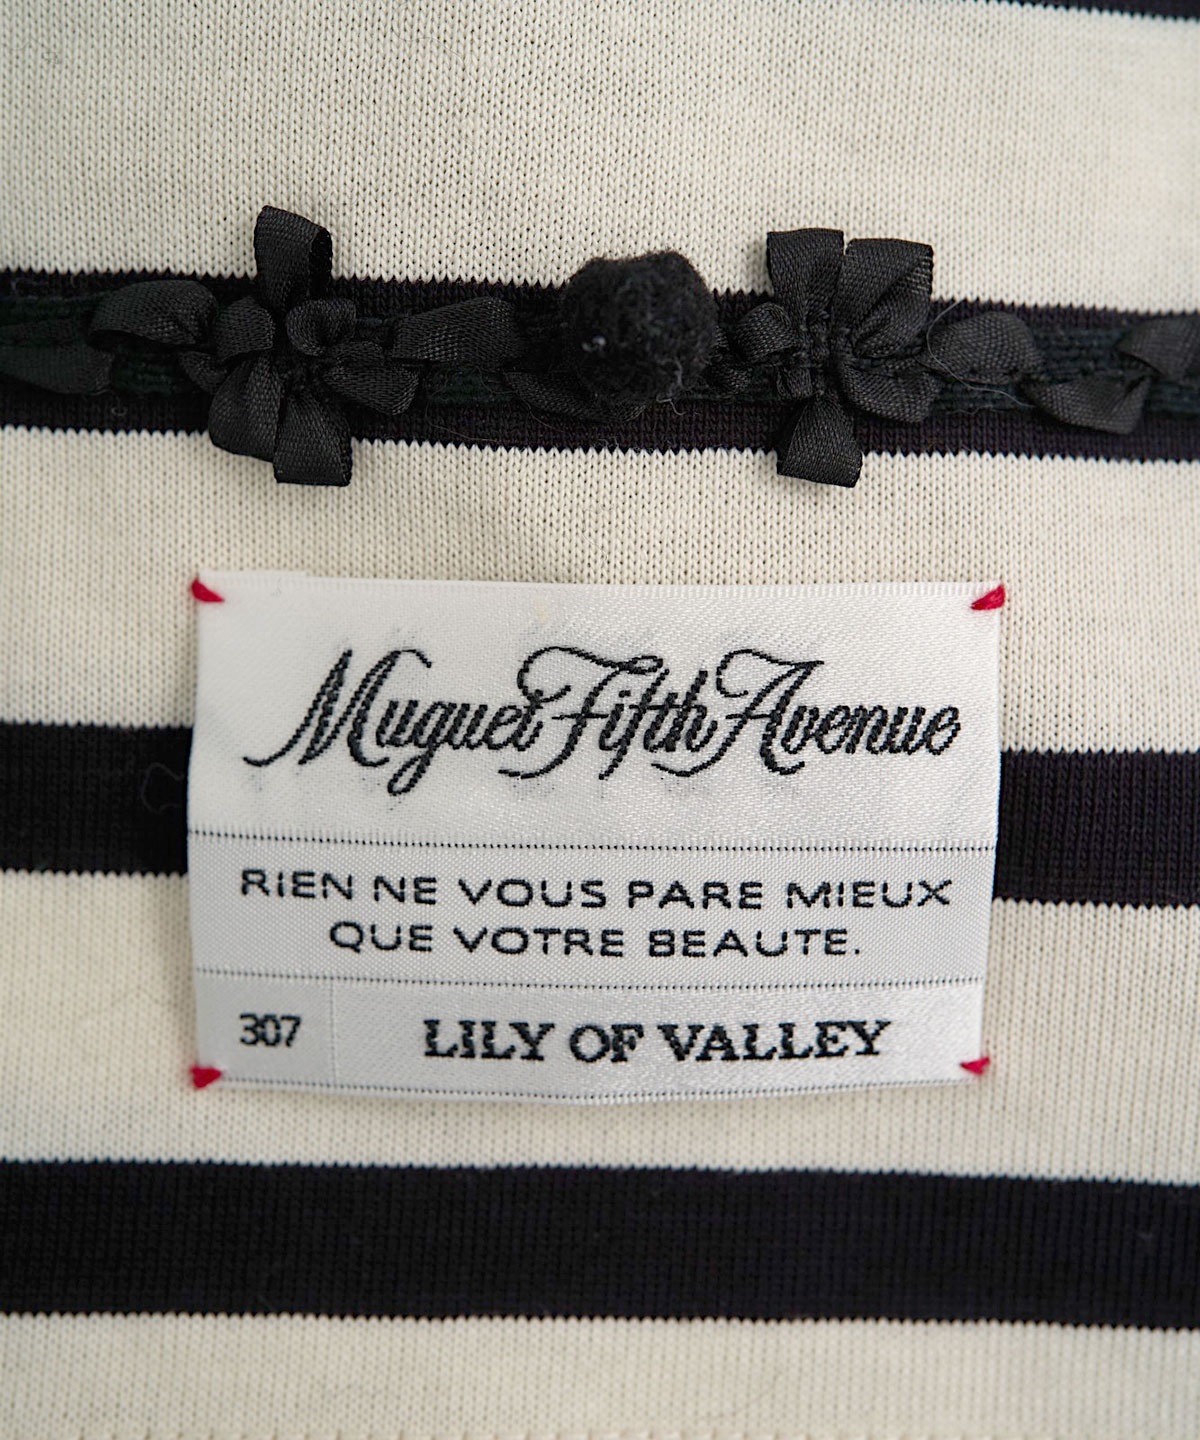 Muguet Fifth Avenue
RIEN NE VOUS PARE MIEUX
QUE VOTRE BEAUTE.
307 LILY OF VALLEY